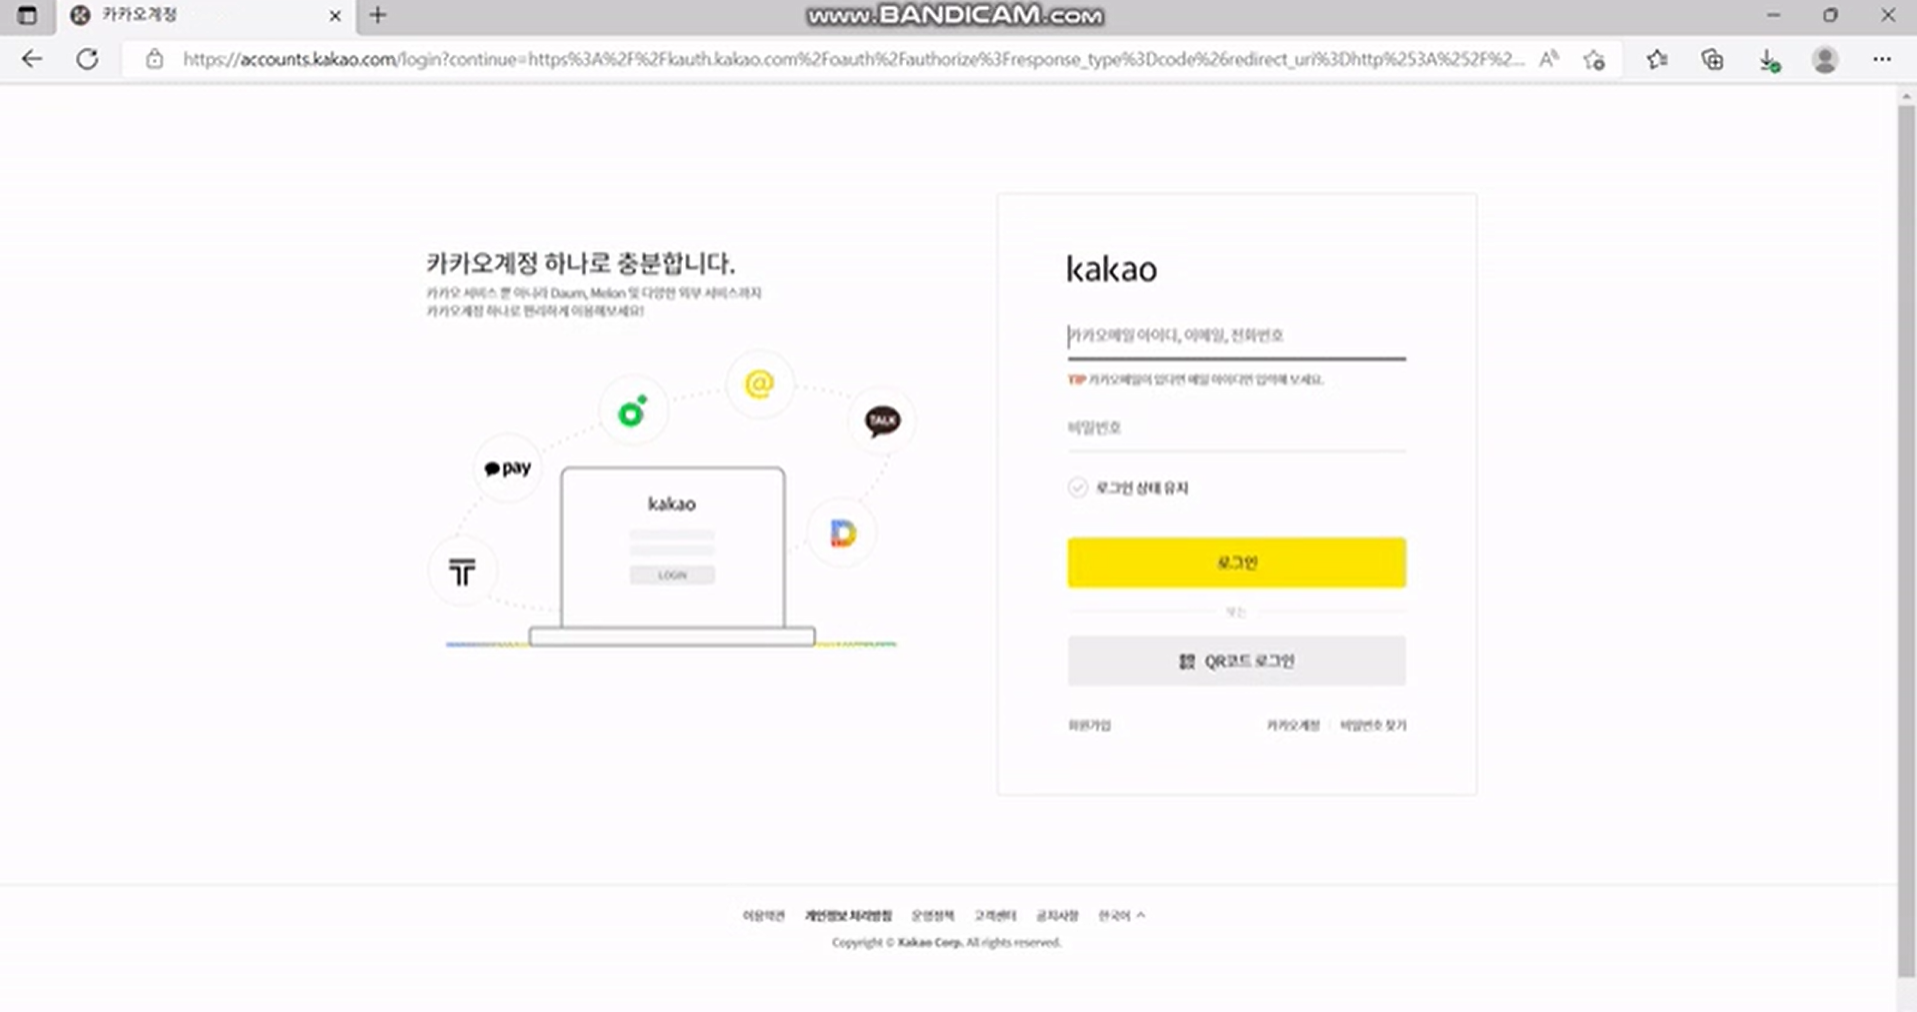 카카오계정
www.BANDICAM.com
https://accounts.kakao.com/login?continue=https%3A%2F%2Fkauth.kakao.com%2Foauth%2Fauthorize%3Fresponse_type%3Dcode%26redirect_uri%3Dhttp%253A%252F%2...
카카오계정 하나로 충분합니다.
카카오 서비스 뿐 아니라 Daum, Melon 및 다양한 외부 서비스까지
카카오계정 하나로 편리하게 이용해보세요!
@
TALK
pay
kakao
LOGIN
D
T
kakao
카카오메일 아이디, 이메일, 전화번호
TIP 카카오메일이 있다면 메일 아이디만 입력해 보세요.
비밀번호
로그인 상태 유지
로그인
또는
QR코드 로그인
회원가입
카카오계정 비밀번호 찾기
이용약관 개인정보 처리방침 운영정책 고객센터 공지사항 한국어
Copyright © Kakao Corp. All rights reserved.